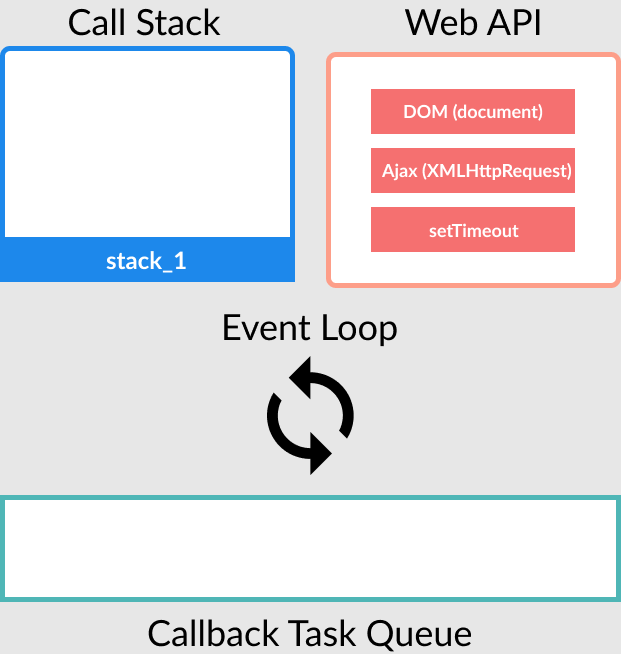 Call Stack
Web API
DOM (document)
Ajax (XMLHttpRequest)
setTimeout
stack_1
Event Loop
Callback Task Queue